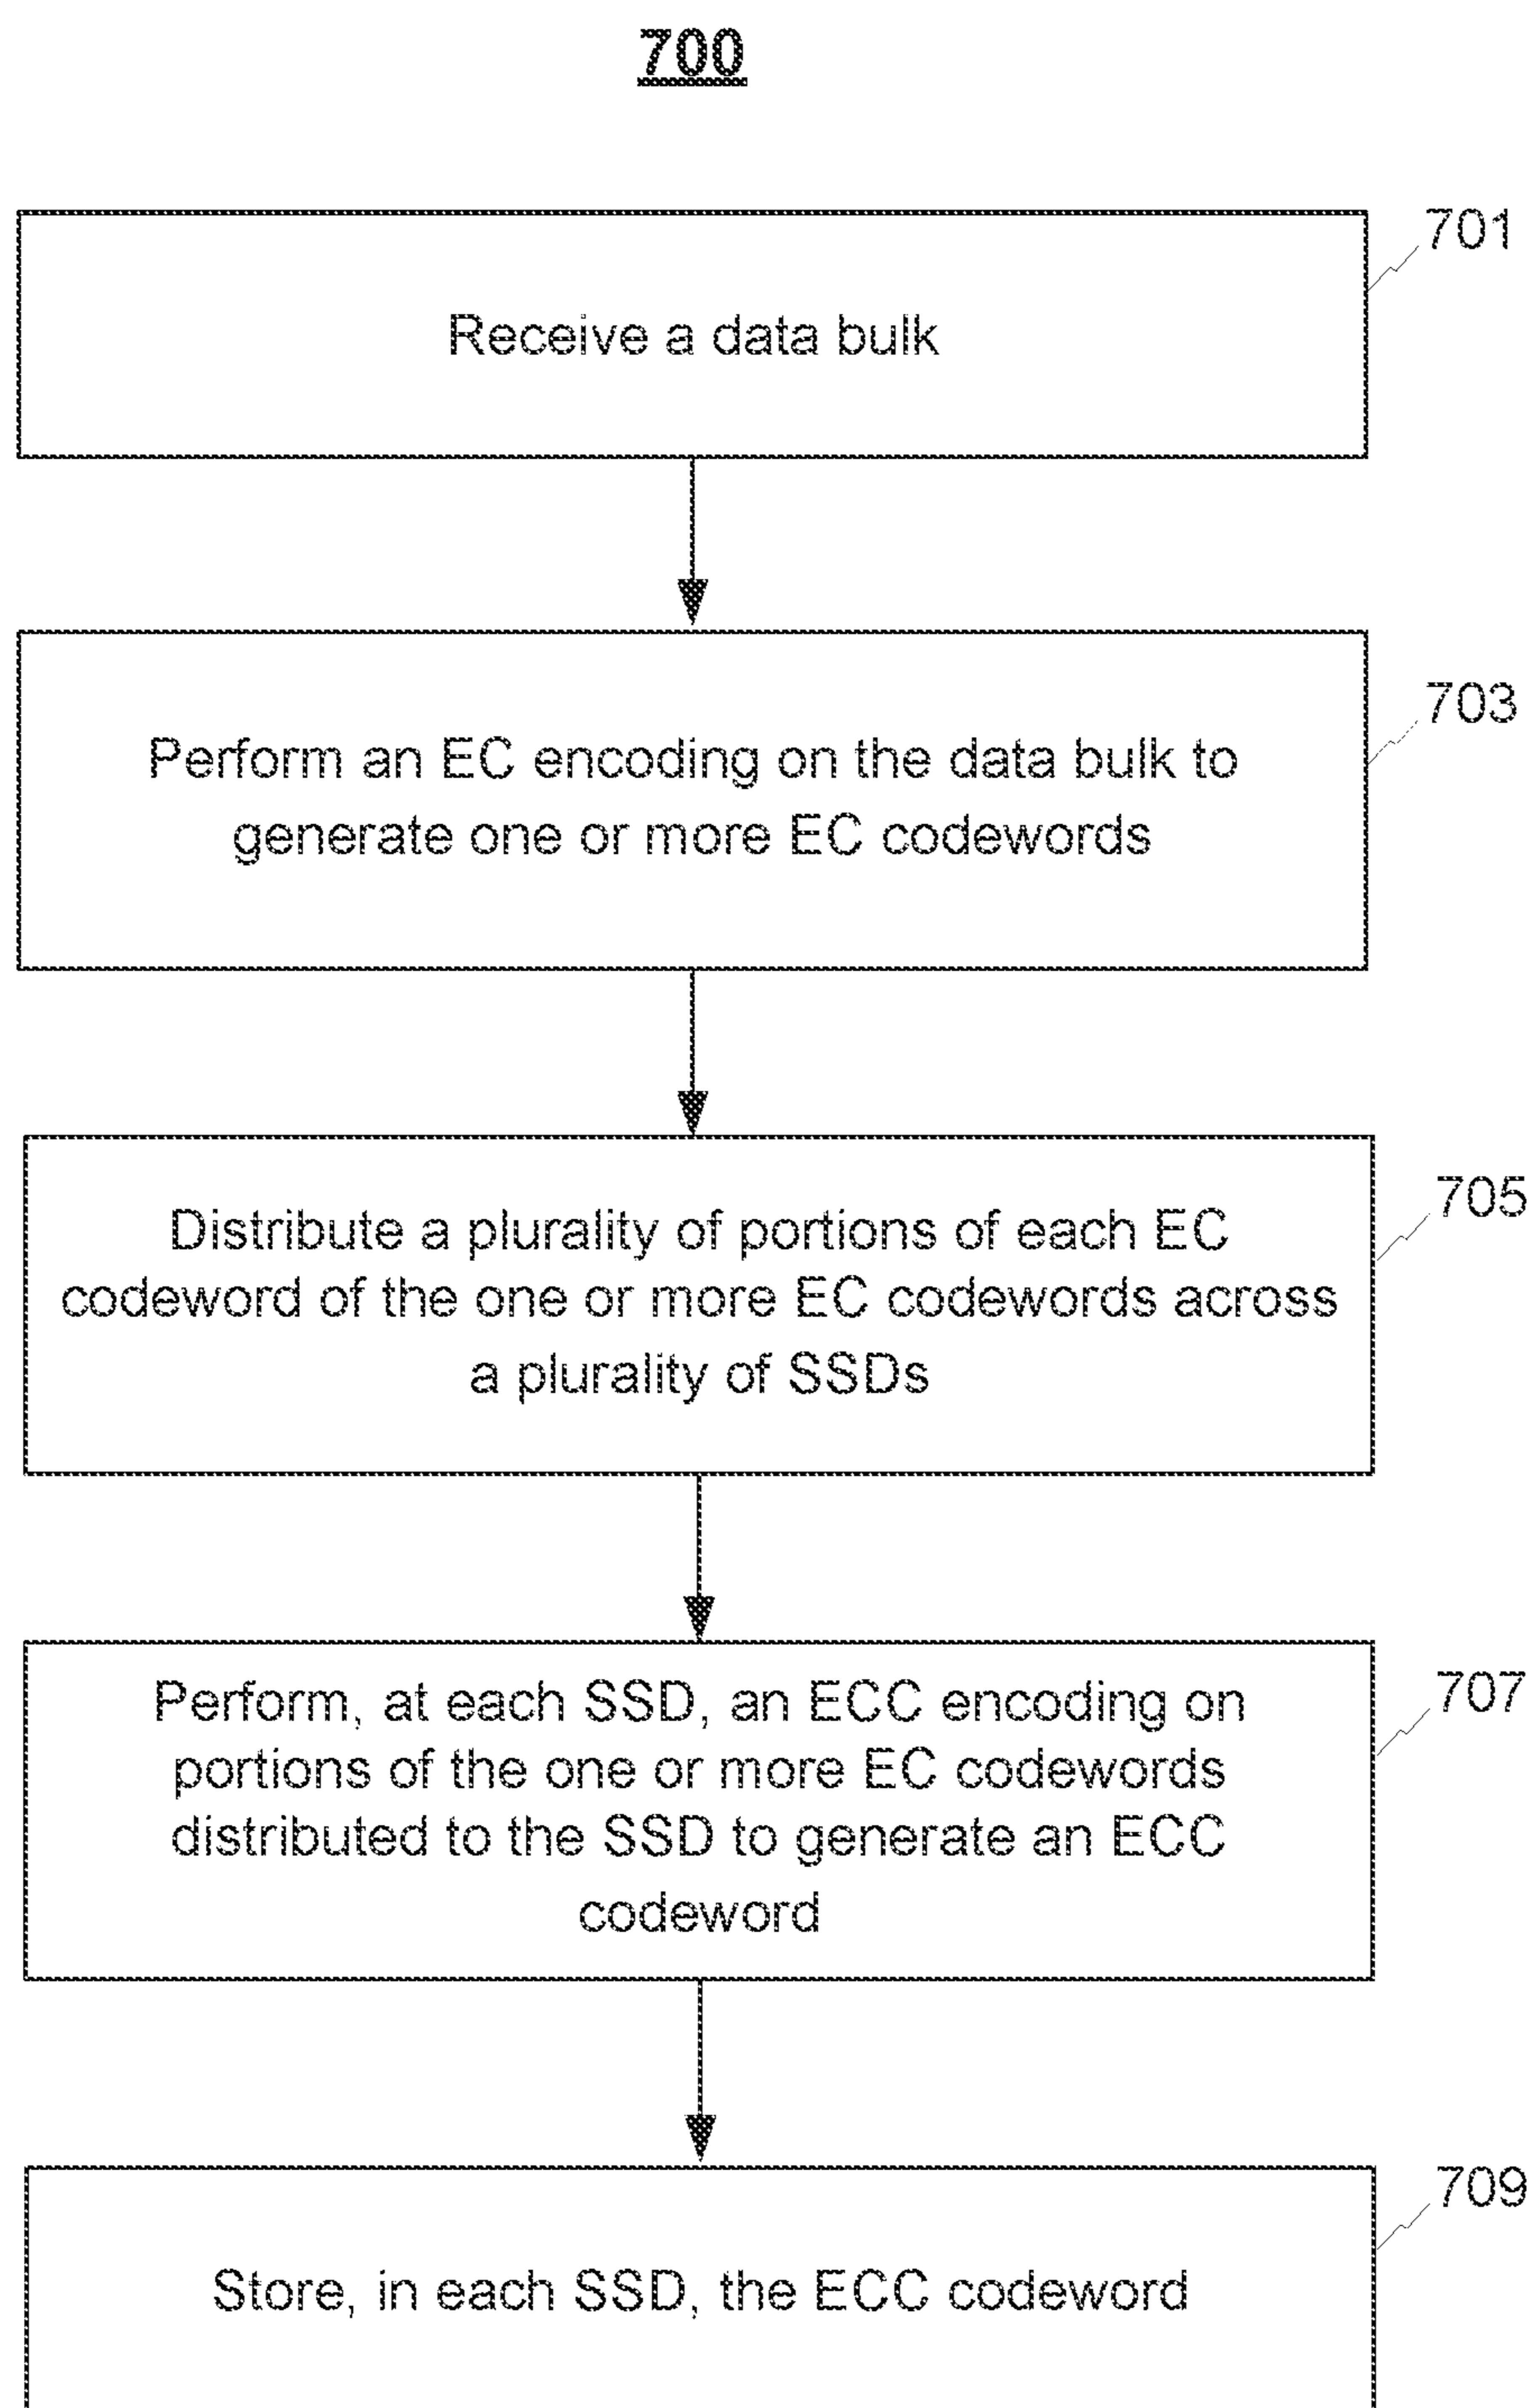 700
701
Receive a data bulk
703
Perform an EC encoding on the data bulk to
generate one or more EC codewords
705
Distribute a plurality of portions of each EC
codeword of the one or more EC codewords across
a plurality of SSDs
707
Perform, at each SSD, an ECC encoding on
portions of the one or more EC codewords
distributed to the SSD to generate an ECC
codeword
709
Store, in each SSD, the ECC codeword